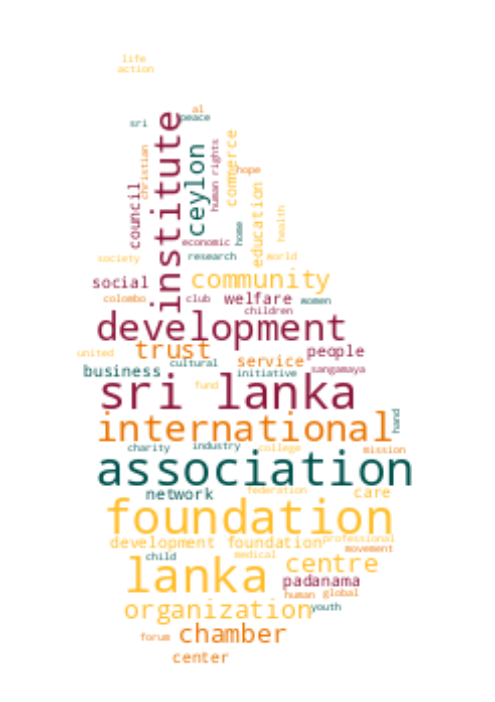 life
action
al
peace
sri
institute
ceylon
human rights
commerce
christian
hope
council
education
health
home
economic
research
society
world
social
community
colombo
club
welfare
women
children
development
trust
people
united
service
business
cultural
initiative
sangamaya
sri lanka
fund
international
hand
charity
industry
college
mission
association
network
federation
care
foundation
development foundation
professional
movement
child
medical
centre
lanka
padanama
human
global
organization
youth
forum
chamber
center